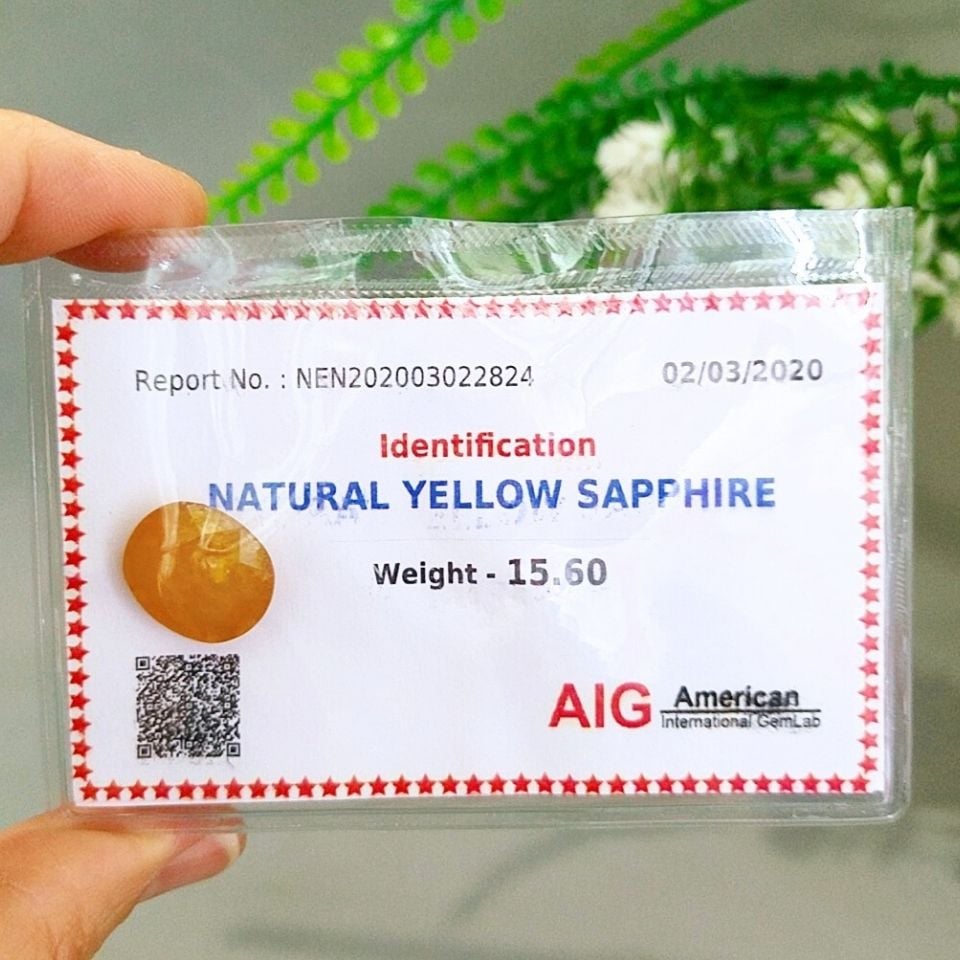 Report No. : NEN202003022824
02/03/2020
Identification
NATURAL YELLOW SAPPHIRE
Weight - 15.60
AIG American
International GemLab